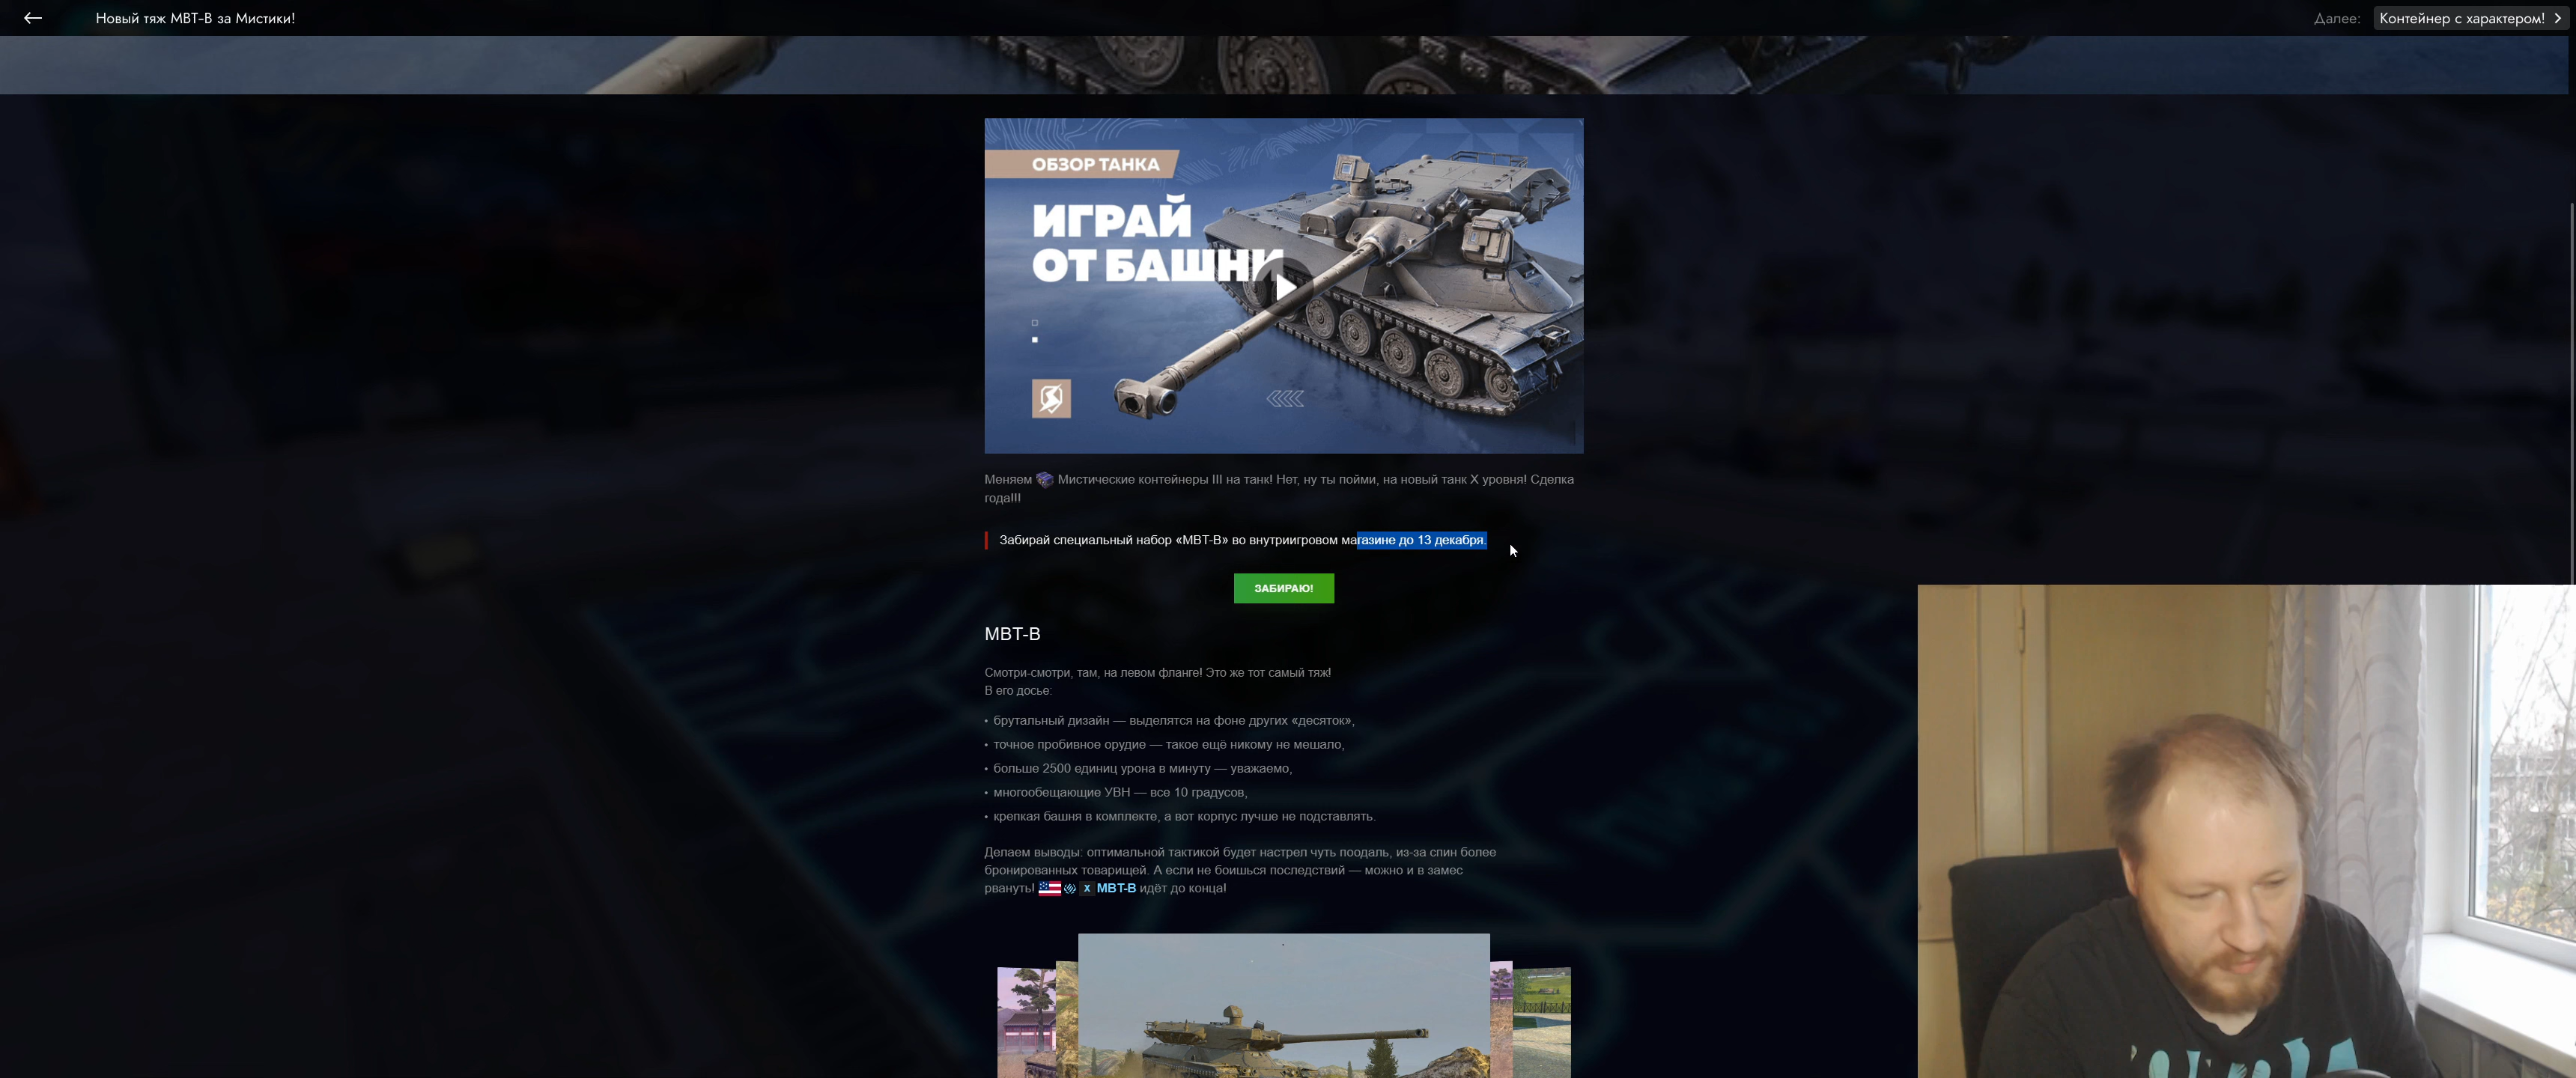 Новый тяж МВТ-В за Мистики!
Далее: Контейнер с характером!
ОБЗОР ТАНКА
ИГРАЙ
ОТ БАШНИ
Меняем Мистические контейнеры III на танк! Нет, ну ты пойми, на новый танк X уровня! Сделка
года!!!
Забирай специальный набор «МВТ-В» во внутриигровом магазине до 13 декабря.
ЗАБИРАЮ!
МВТ-В
Смотри-смотри, там, на левом фланге! Это же тот самый тяж!
В его досье:
• брутальный дизайн — выделятся на фоне других «десяток»,
• точное пробивное орудие — такое ещё никому не мешало,
• больше 2500 единиц урона в минуту — уважаемо,
• многообещающие УВН — все 10 градусов,
• крепкая башня в комплекте, а вот корпус лучше не подставлять.
Делаем выводы: оптимальной тактикой будет настрел чуть поодаль, из-за спин более
бронированных товарищей. А если не боишься последствий — можно и в замес
рвануть! X МВТ-В идёт до конца!